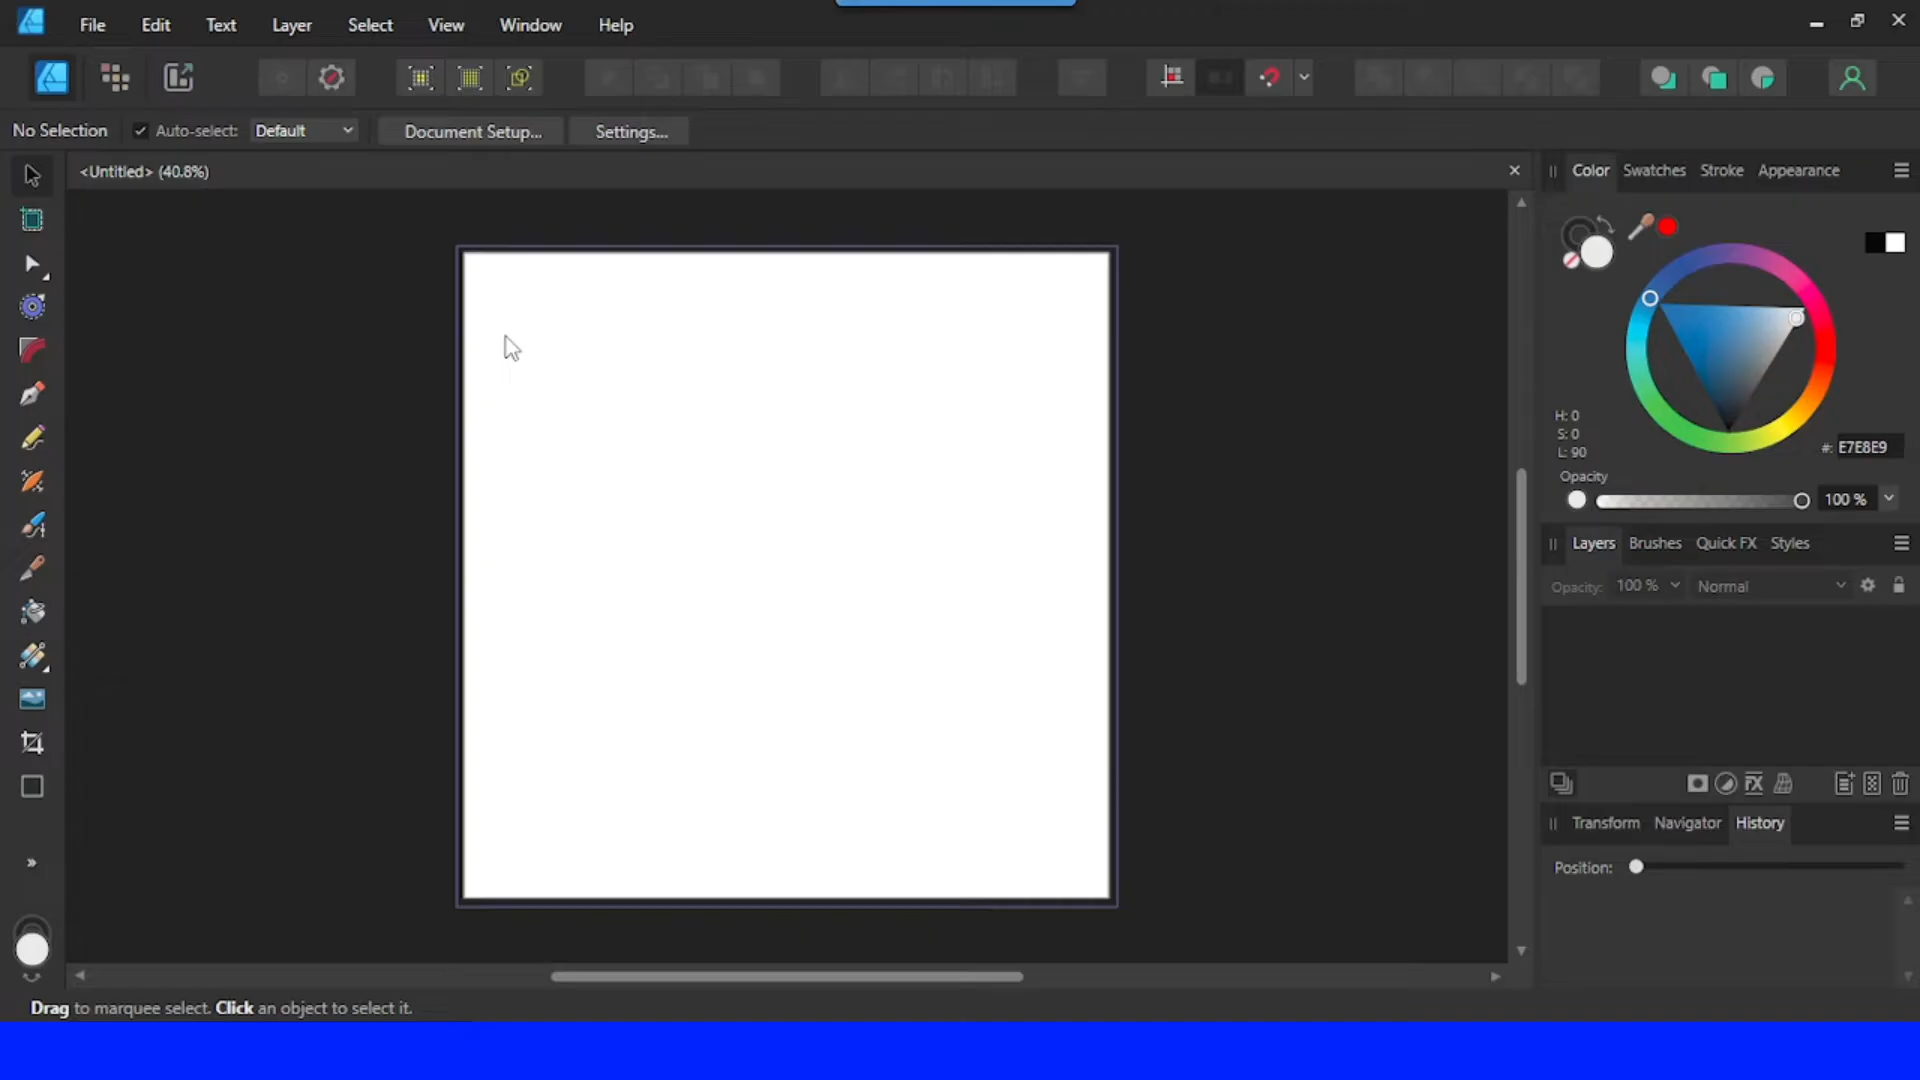 File Edit Text Layer Select View Window Help
No Selection Auto-select: Default Document Setup... Settings...
<Untitled> (40.8%)
Color Swatches Stroke Appearance
H: 0
S: 0
L: 90
#: E7E8E9
Opacity
100 %
Layers Brushes Quick FX Styles
Opacity: 100 % Normal
FX
Transform Navigator History
Position:
Drag to marquee select. Click an object to select it.